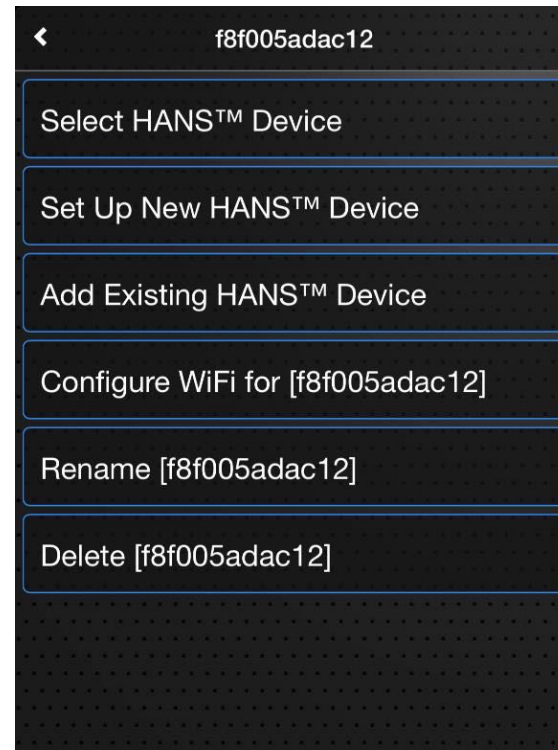 f8f005adac12
Select HANS™ Device
Set Up New HANS™ Device
Add Existing HANS™ Device
Configure WiFi for [f8f005adac12]
Rename [f8f005adac12]
Delete [f8f005adac12]